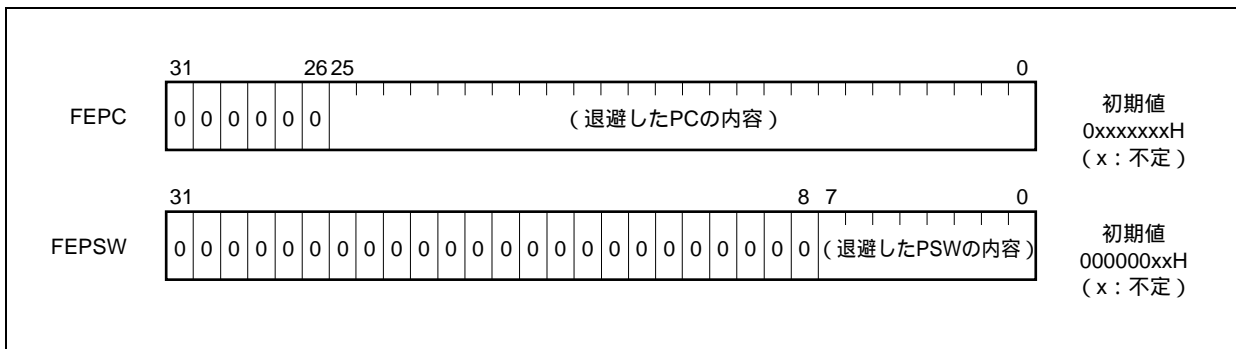 31 26 25 0
FEPC 0 0 0 0 0 0 (退避したPCの内容) 初期値
0xxxxxxxH
(x:不定)
31 8 7 0
FEPSW 0 0 0 0 0 0 0 0 0 0 0 0 0 0 0 0 0 0 0 0 0 0 0 0 (退避したPSWの内容) 初期値
000000xxH
(x:不定)